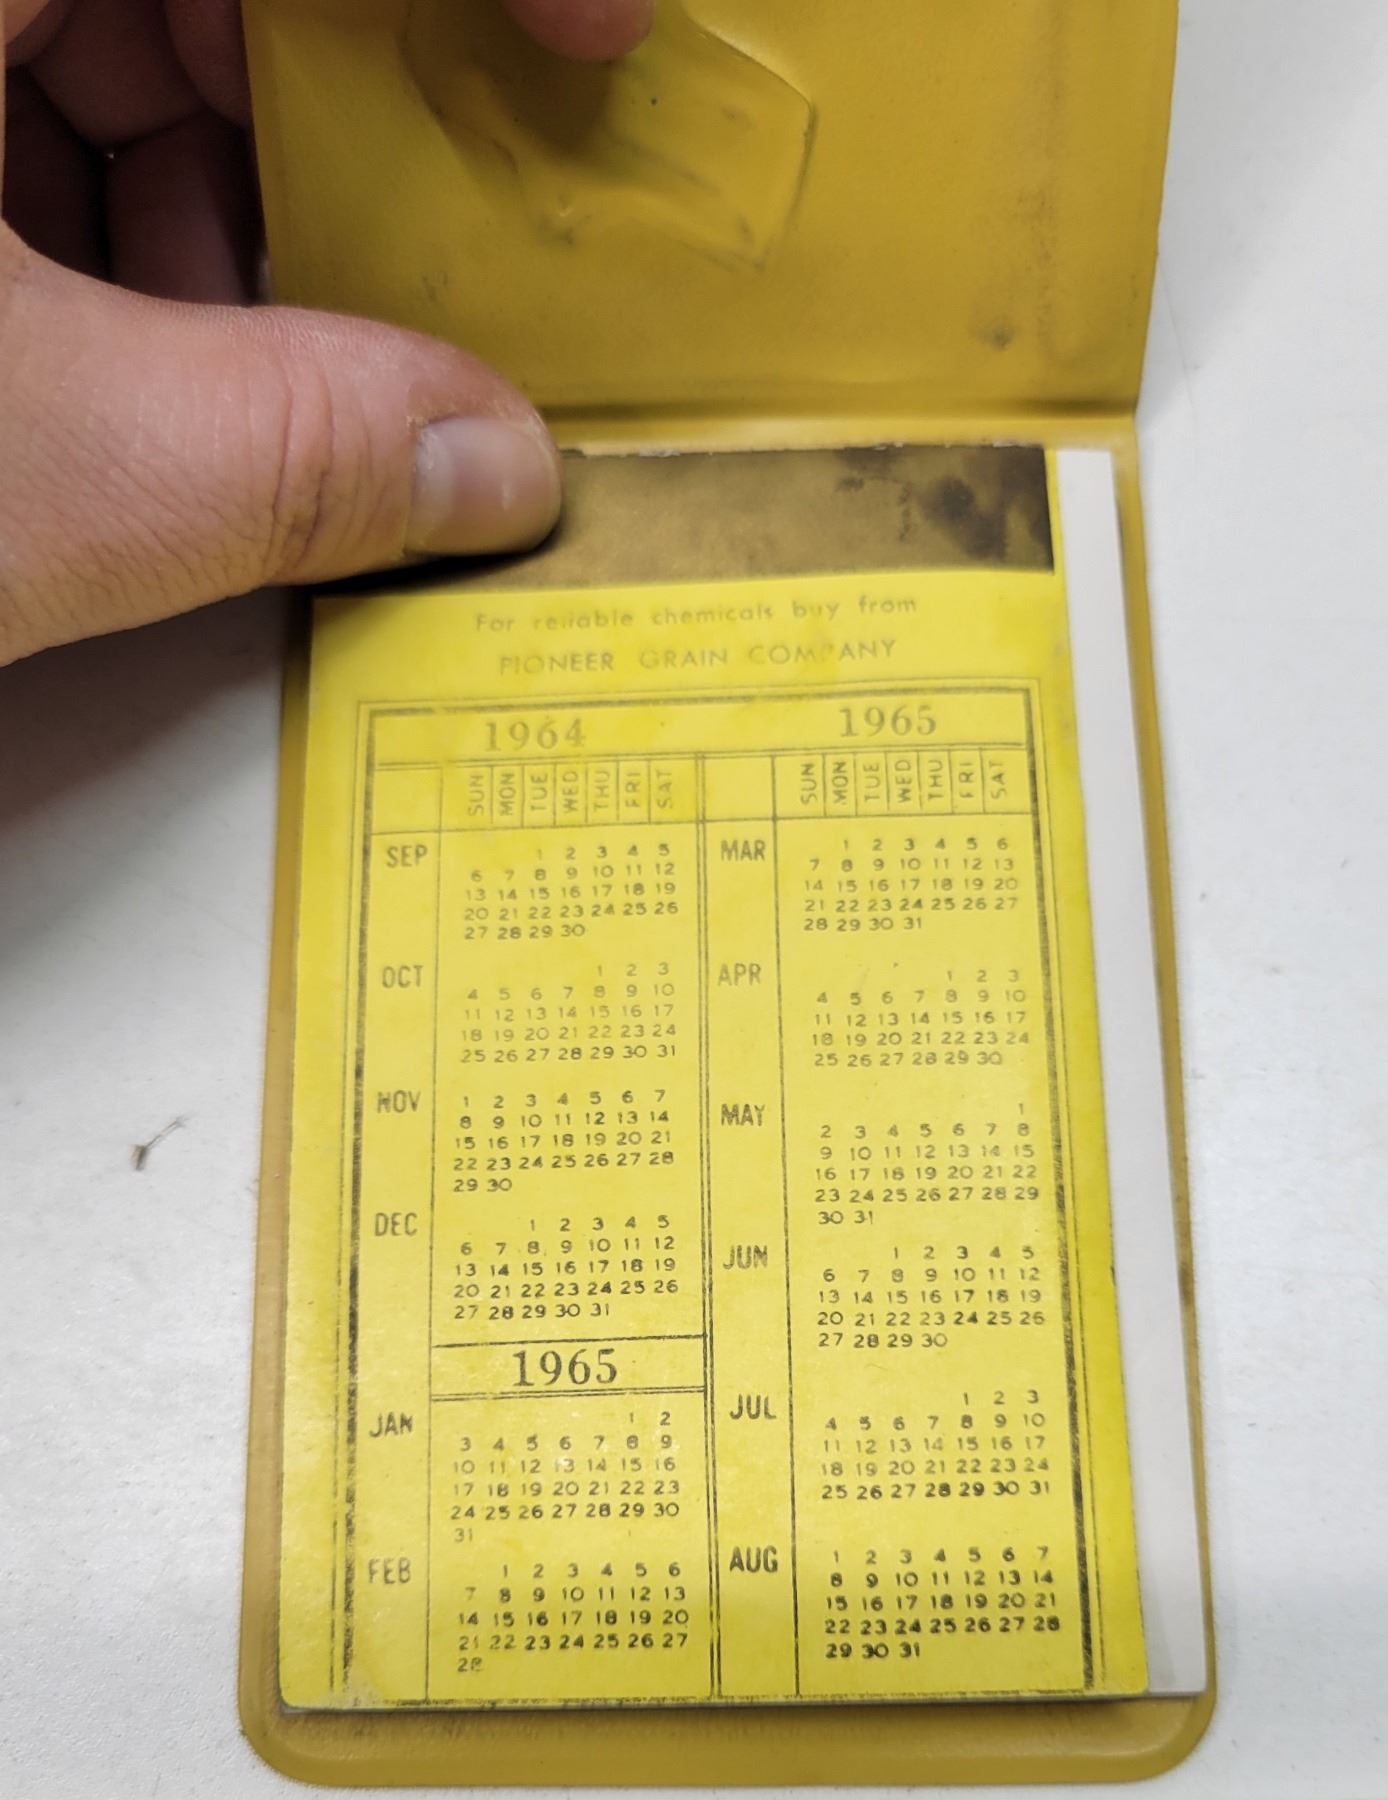 For reliable chemicals buy from
PIONEER GRAIN COMPANY
1964
SUN MON TUE WED THU FRI SAT
SEP
1 2 3 4 5
6 7 8 9 10 11 12
13 14 15 16 17 18 19
20 21 22 23 24 25 26
27 28 29 30
OCT
1 2 3
4 5 6 7 8 9 10
11 12 13 14 15 16 17
18 19 20 21 22 23 24
25 26 27 28 29 30 31
NOV
1 2 3 4 5 6 7
8 9 10 11 12 13 14
15 16 17 18 19 20 21
22 23 24 25 26 27 28
29 30
DEC
1 2 3 4 5
6 7 8 9 10 11 12
13 14 15 16 17 18 19
20 21 22 23 24 25 26
27 28 29 30 31
1965
JAN
1 2
3 4 5 6 7 8 9
10 11 12 13 14 15 16
17 18 19 20 21 22 23
24 25 26 27 28 29 30
31
FEB
1 2 3 4 5 6
7 8 9 10 11 12 13
14 15 16 17 18 19 20
21 22 23 24 25 26 27
28
1965
SUN MON TUE WED THU FRI SAT
MAR
1 2 3 4 5 6
7 8 9 10 11 12 13
14 15 16 17 18 19 20
21 22 23 24 25 26 27
28 29 30 31
APR
1 2 3
4 5 6 7 8 9 10
11 12 13 14 15 16 17
18 19 20 21 22 23 24
25 26 27 28 29 30
MAY
1
2 3 4 5 6 7 8
9 10 11 12 13 14 15
16 17 18 19 20 21 22
23 24 25 26 27 28 29
30 31
JUN
1 2 3 4 5
6 7 8 9 10 11 12
13 14 15 16 17 18 19
20 21 22 23 24 25 26
27 28 29 30
JUL
1 2 3
4 5 6 7 8 9 10
11 12 13 14 15 16 17
18 19 20 21 22 23 24
25 26 27 28 29 30 31
AUG
1 2 3 4 5 6 7
8 9 10 11 12 13 14
15 16 17 18 19 20 21
22 23 24 25 26 27 28
29 30 31